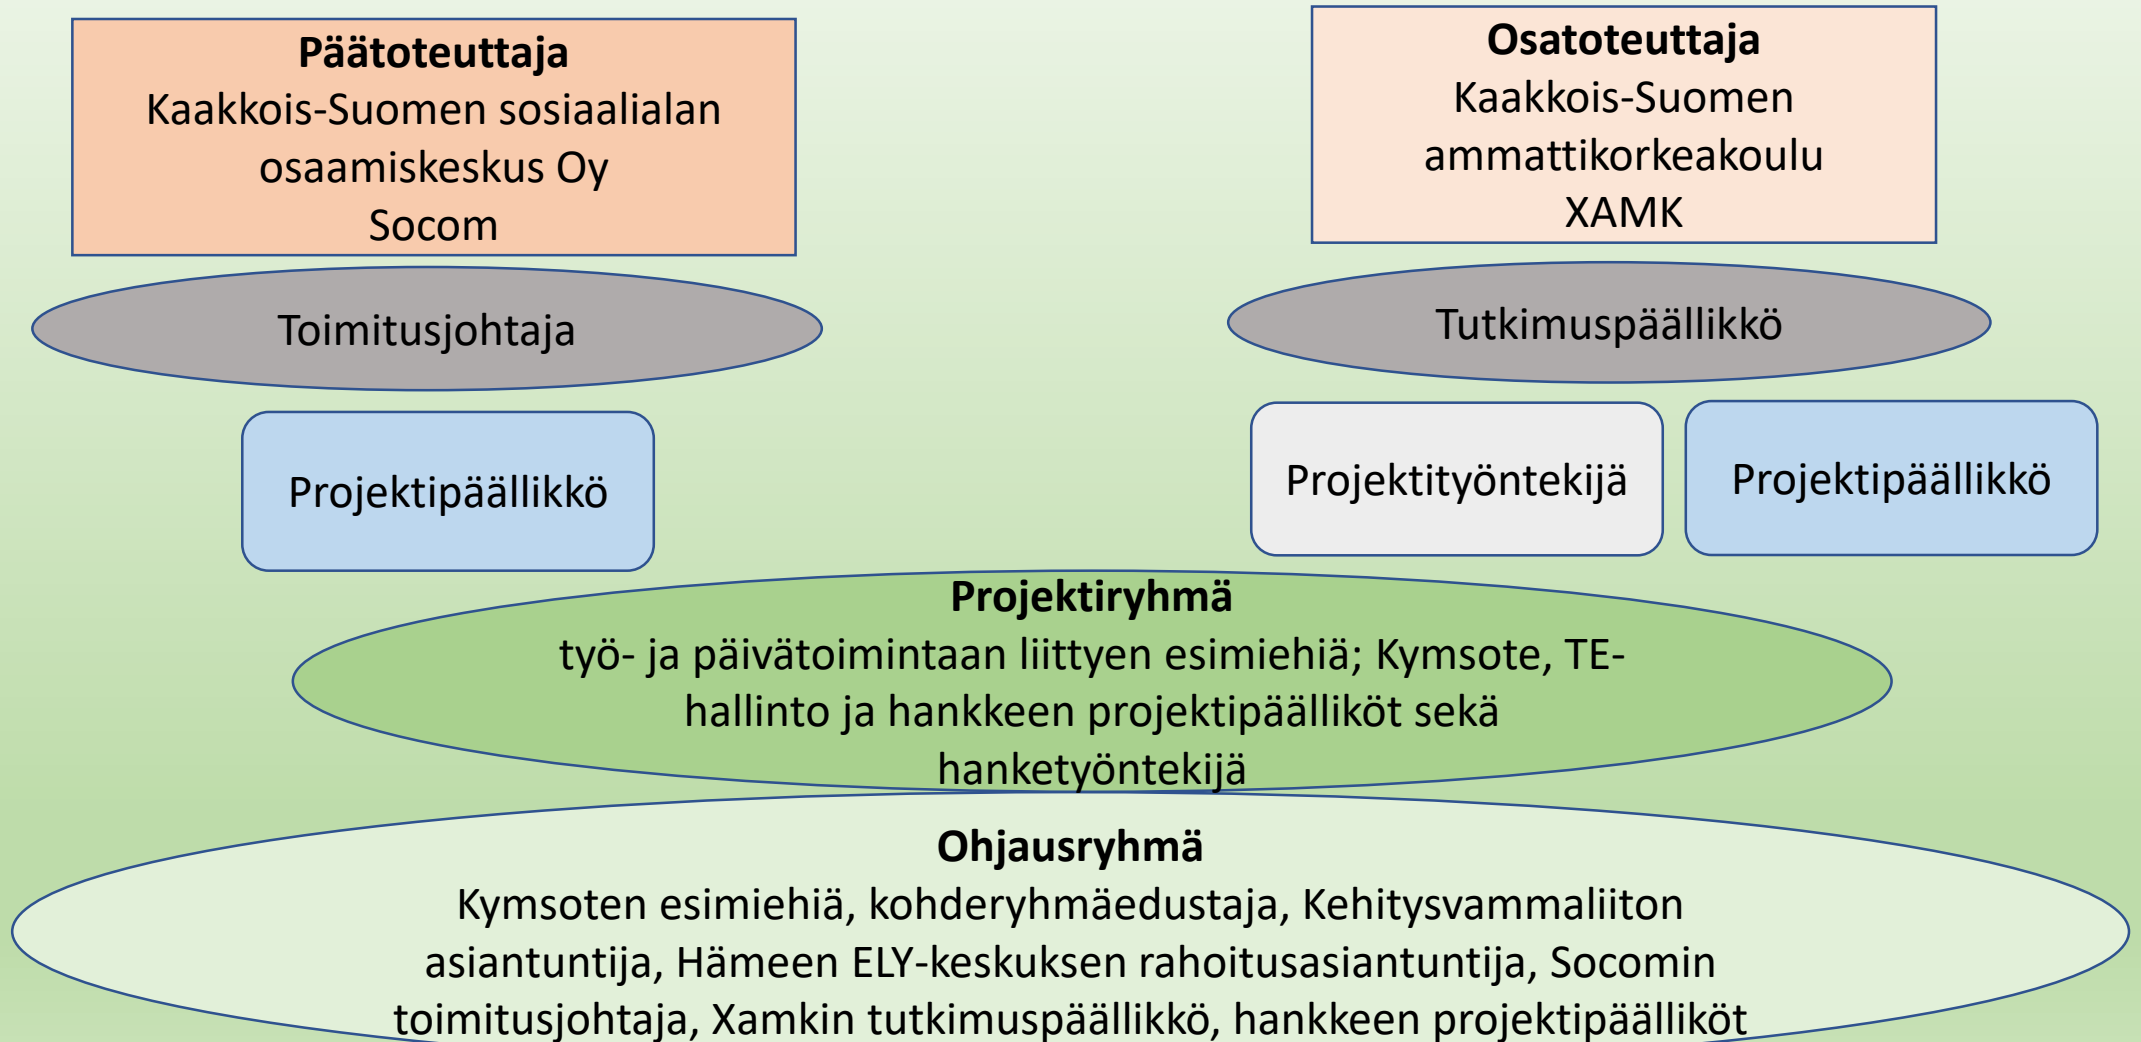 Päätoteuttaja
Kaakkois-Suomen sosiaalialan
osaamiskeskus Oy
Socom
Osatoteuttaja
Kaakkois-Suomen
ammattikorkeakoulu
XAMK
Toimitusjohtaja
Tutkimuspäällikkö
Projektipäällikkö
Projektityöntekijä
Projektipäällikkö
Projektiryhmä
työ- ja päivätoimintaan liittyen esimiehiä; Kymsote, TE-
hallinto ja hankkeen projektipäälliköt sekä
hanketyöntekijä
Ohjausryhmä
Kymsoten esimiehiä, kohderyhmäedustaja, Kehitysvammaliiton
asiantuntija, Hämeen ELY-keskuksen rahoitusasiantuntija, Socomin
toimitusjohtaja, Xamkin tutkimuspäällikkö, hankkeen projektipäälliköt